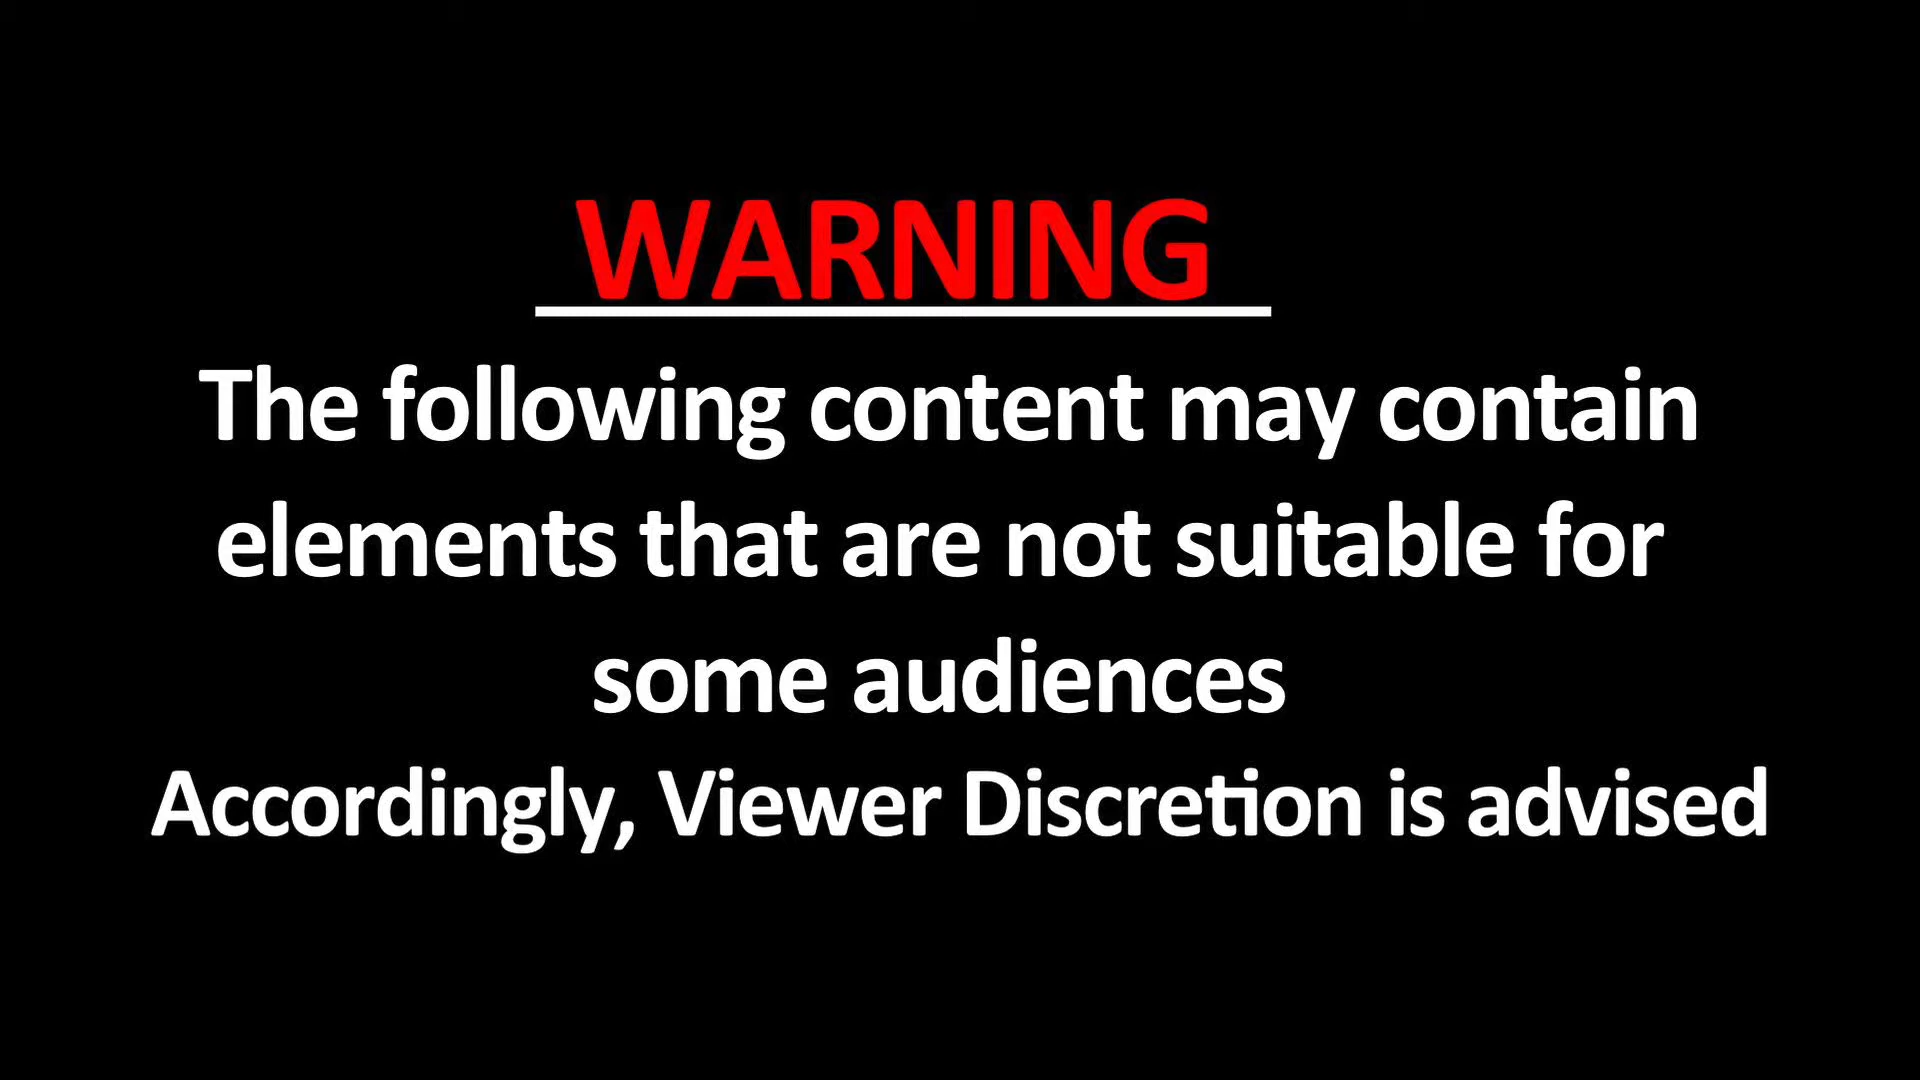 WARNING
The following content may contain
elements that are not suitable for
some audiences
Accordingly, Viewer Discretion is advised